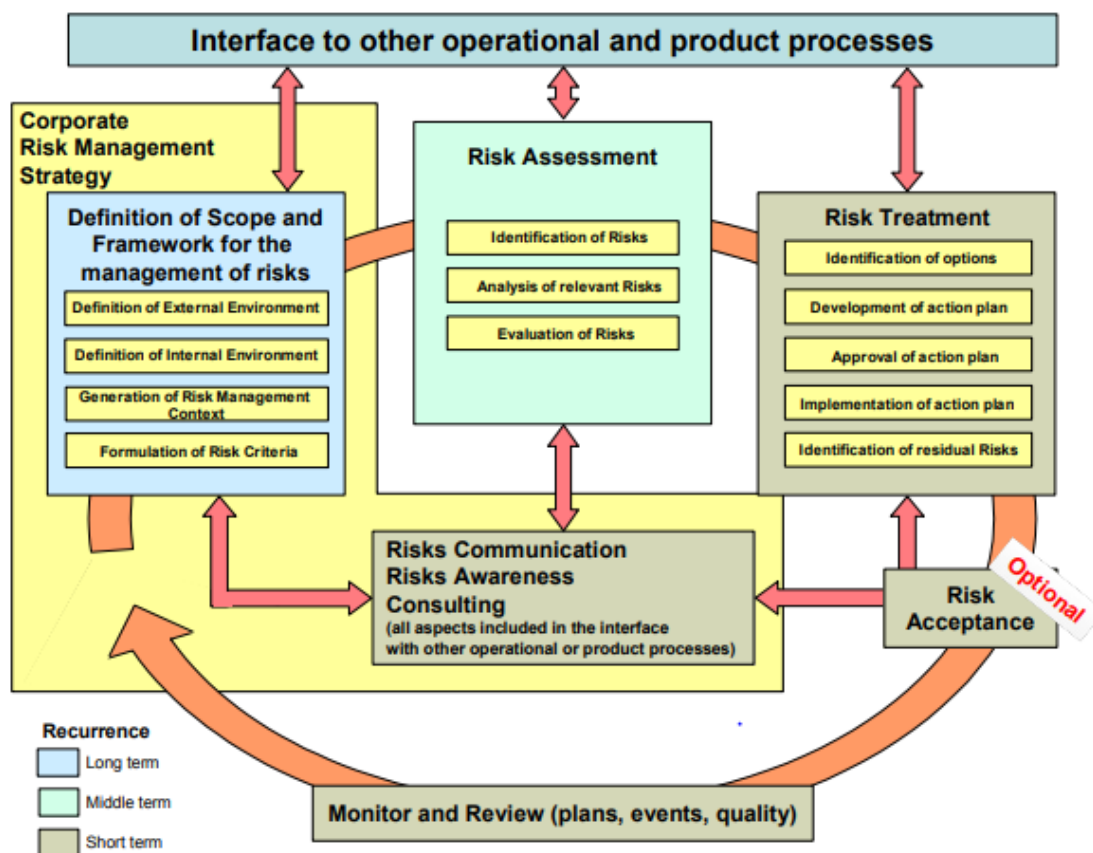 Interface to other operational and product processes
Corporate
Risk Management
Strategy
Definition of Scope and
Framework for the
management of risks
Definition of External Environment
Definition of Internal Environment
Generation of Risk Management
Context
Formulation of Risk Criteria
Risk Assessment
Identification of Risks
Analysis of relevant Risks
Evaluation of Risks
Risk Treatment
Identification of options
Development of action plan
Approval of action plan
Implementation of action plan
Identification of residual Risks
Risks Communication
Risks Awareness
Consulting
(all aspects included in the interface
with other operational or product processes)
Optional
Risk
Acceptance
Recurrence
Long term
Middle term
Short term
Monitor and Review (plans, events, quality)